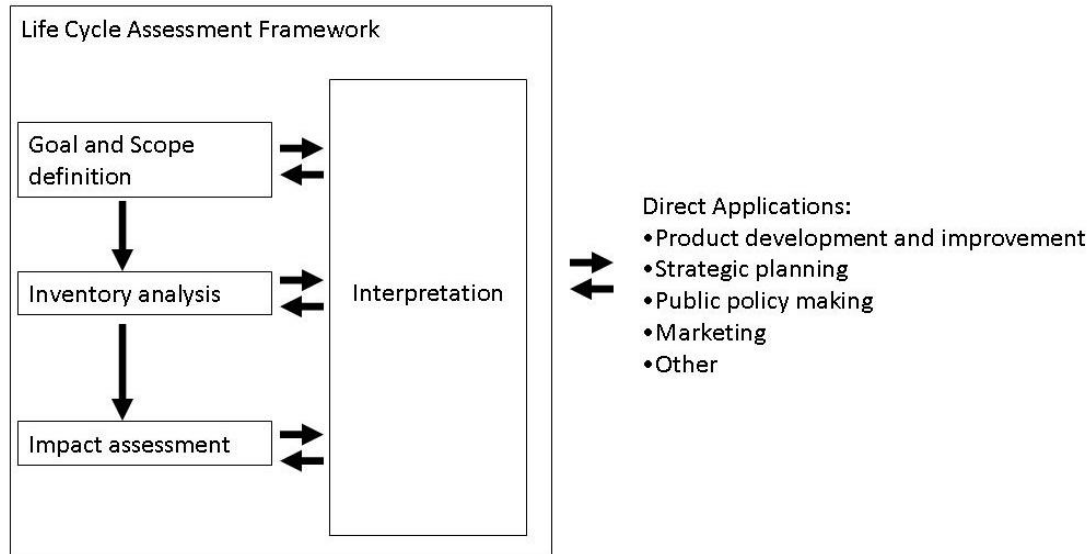 Life Cycle Assessment Framework
Goal and Scope
definition
Inventory analysis
Impact assessment
Interpretation
Direct Applications:
•Product development and improvement
•Strategic planning
•Public policy making
•Marketing
•Other